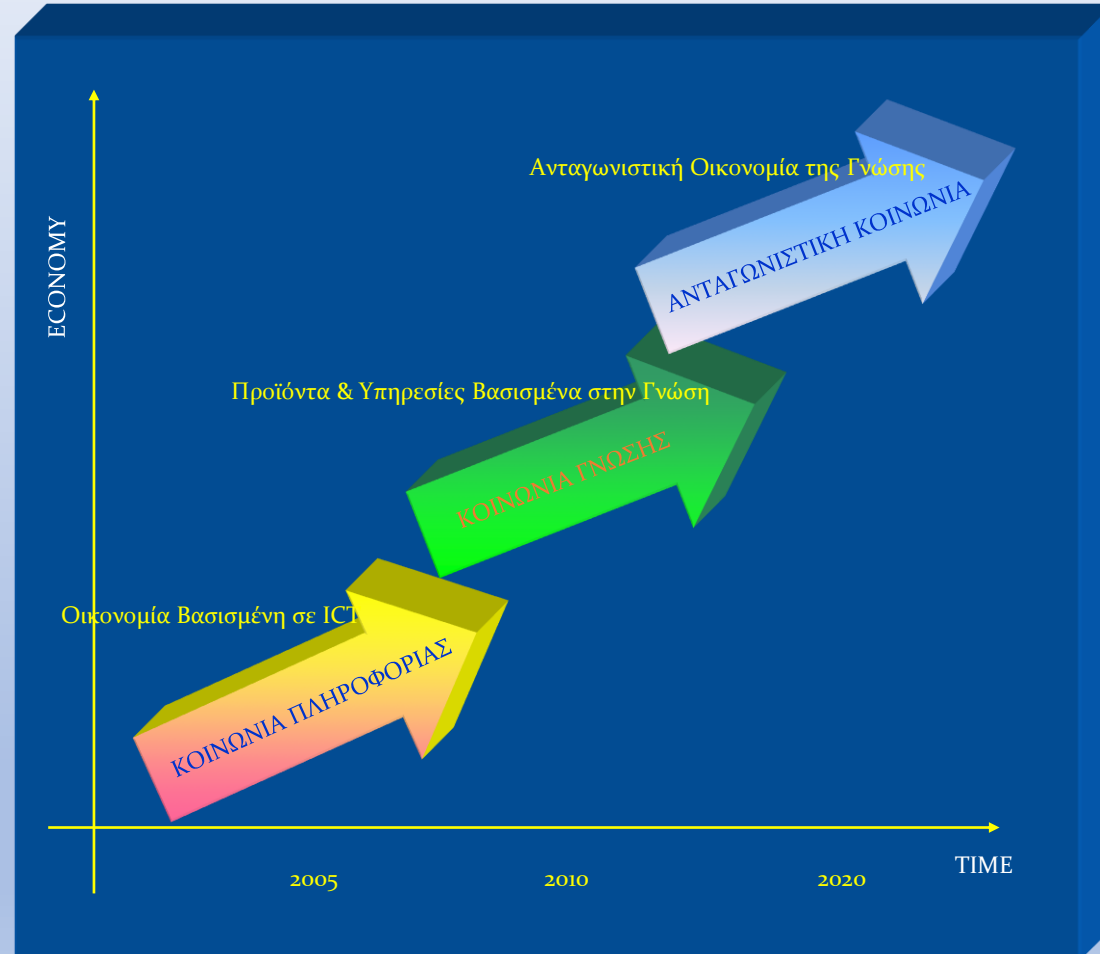 Ανταγωνιστική Οικονομία της Γνώσης
ΑΝΤΑΓΩΝΙΣΤΙΚΗ ΚΟΙΝΩΝΙΑ
ECONOMY
Προϊόντα & Υπηρεσίες Βασισμένα στην Γνώση
ΚΟΙΝΩΝΙΑ ΓΝΩΣΗΣ
Οικονομία Βασισμένη σε ICT
ΚΟΙΝΩΝΙΑ ΠΛΗΡΟΦΟΡΙΑΣ
TIME
2005 2010 2020